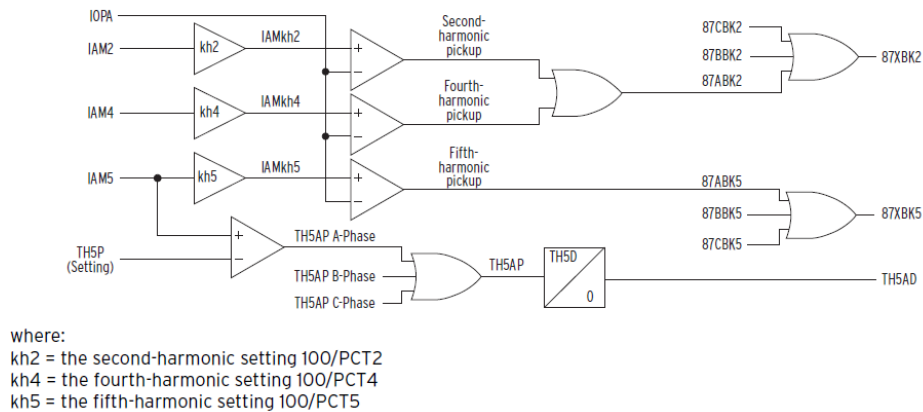 IOPA
IAM2
kh2
IAMkh2
+
−
Second-
harmonic
pickup
87CBK2
87BBK2
87ABK2
87XBK2
IAM4
kh4
IAMkh4
+
−
Fourth-
harmonic
pickup
IAM5
kh5
IAMkh5
+
−
Fifth-
harmonic
pickup
87ABK5
87BBK5
87CBK5
87XBK5
TH5P
(Setting)
+
−
TH5AP A-Phase
TH5AP B-Phase
TH5AP C-Phase
TH5AP
TH5D
0
TH5AD
where:
kh2 = the second-harmonic setting 100/PCT2
kh4 = the fourth-harmonic setting 100/PCT4
kh5 = the fifth-harmonic setting 100/PCT5